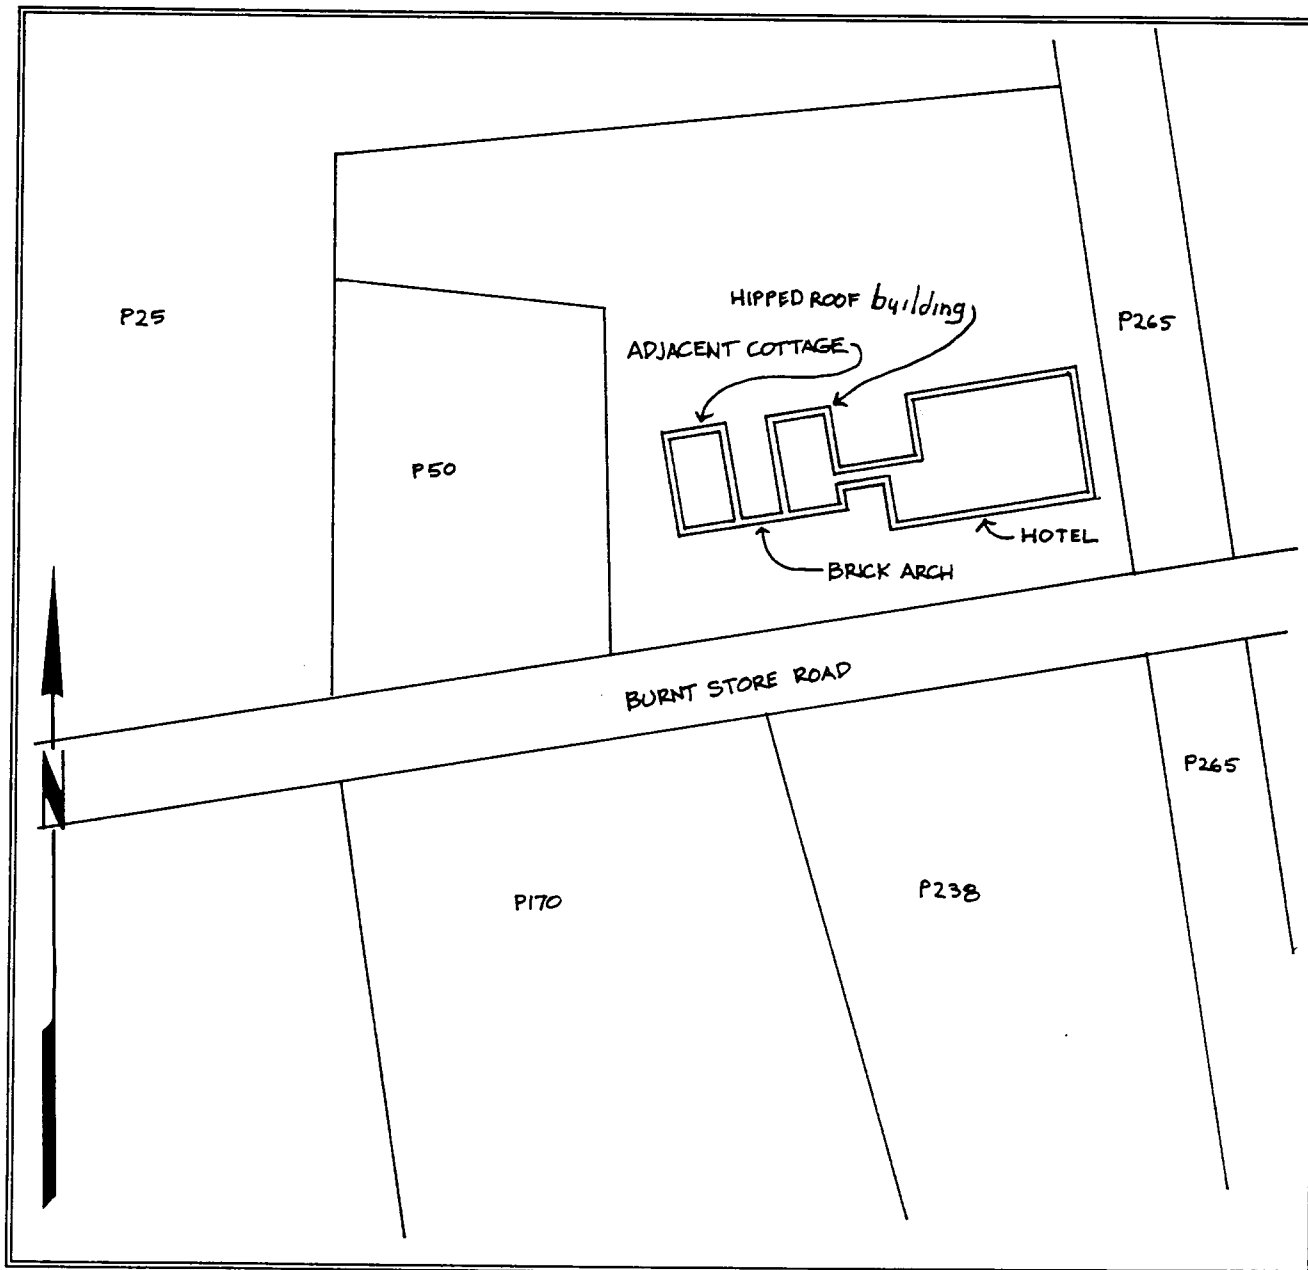 HIPPED ROOF building
P25
P265
ADJACENT COTTAGE
P50
HOTEL
BRICK ARCH
BURNT STORE ROAD
N
P265
P170
P238